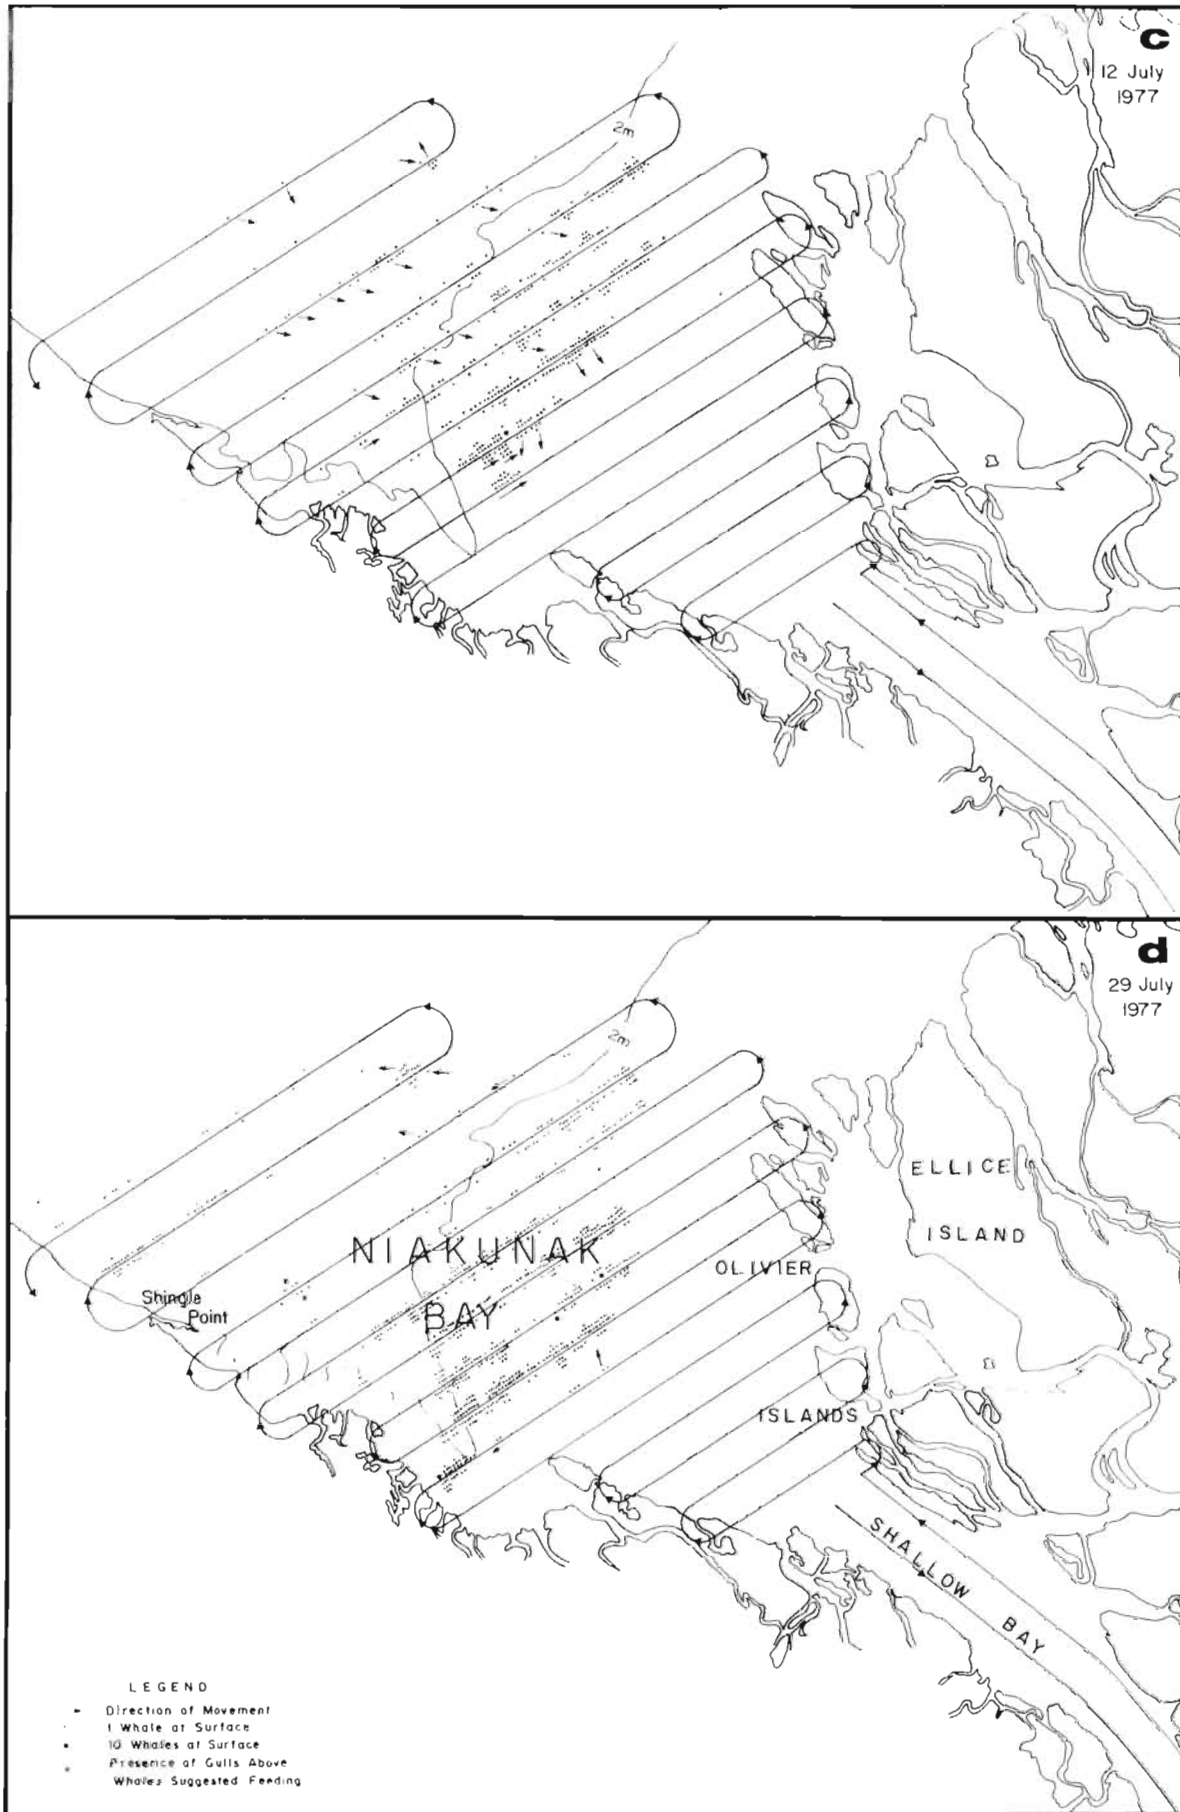 c
12 July
1977
2m
d
29 July
1977
2m
ELLICE
ISLAND
NIAKUNAK
BAY
OLIVIER
ISLANDS
Shingle
Point
SHALLOW BAY
LEGEND
Direction of Movement
1 Whale at Surface
10 Whales at Surface
Presence of Gulls Above
Whales Suggested Feeding